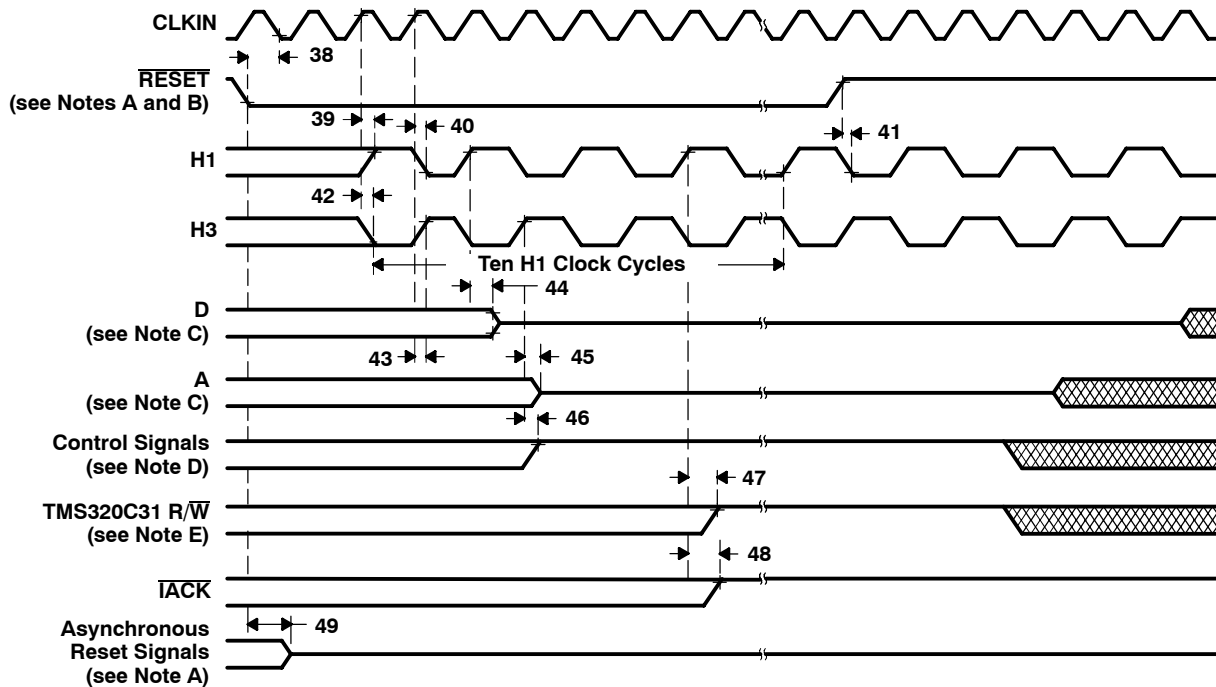 CLKIN
38
RESET
(see Notes A and B)
39
40
41
H1
42
H3
Ten H1 Clock Cycles
44
D
(see Note C)
43
45
A
(see Note C)
46
Control Signals
(see Note D)
47
TMS320C31 R/W
(see Note E)
48
IACK
49
Asynchronous
Reset Signals
(see Note A)